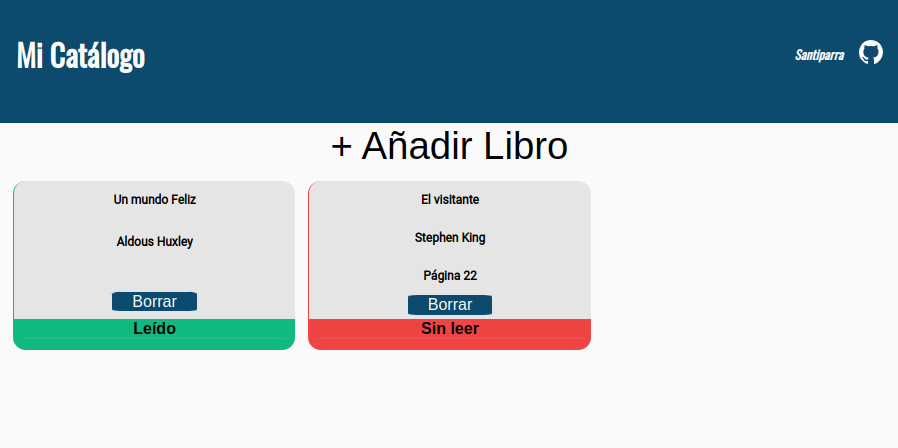 Mi Catálogo
Santiparra
+ Añadir Libro
Un mundo Feliz
Aldous Huxley
Borrar
Leído
El visitante
Stephen King
Página 22
Borrar
Sin leer